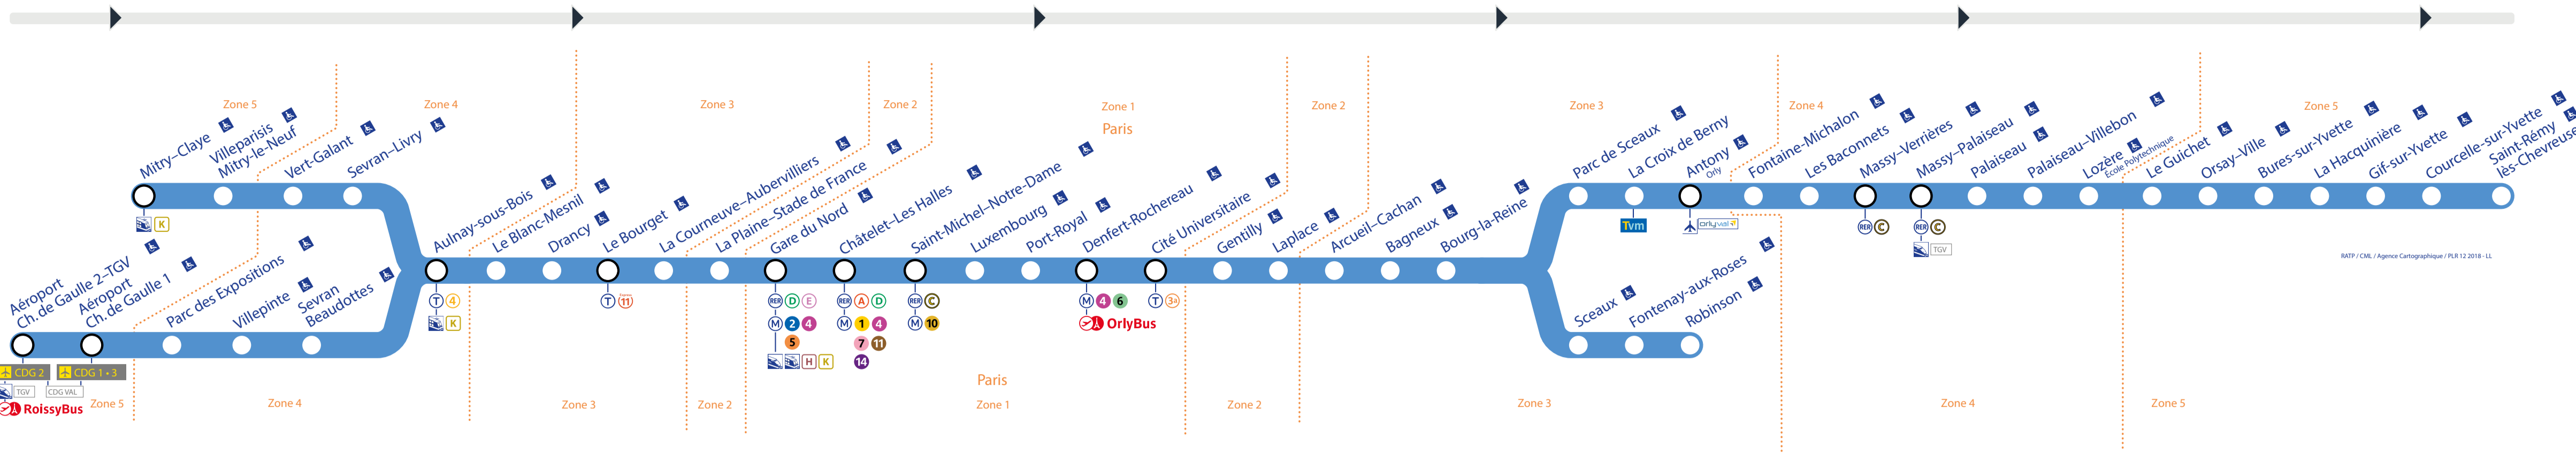 Zone 5
Zone 4
Zone 3
Zone 2
Zone 1
Paris
Zone 2
Zone 3
Zone 4
Zone 5
Mitry–Claye
Villeparisis
Mitry-le-Neuf
Vert-Galant
Sevran–Livry
K
Aéroport
Ch. de Gaulle 2–TGV
Aéroport
Ch. de Gaulle 1
Parc des Expositions
Villepinte
Sevran
Beaudottes
CDG 2
CDG 1 • 3
TGV
CDG VAL
RoissyBus
Aulnay-sous-Bois
T 4
K
Le Blanc-Mesnil
Drancy
Le Bourget
T 11
La Courneuve–Aubervilliers
La Plaine–Stade de France
Gare du Nord
RER D E
M 2 4
5
H K
Châtelet–Les Halles
RER A D
M 1 4
7 11
14
Saint-Michel–Notre-Dame
RER C
M 10
Luxembourg
Port-Royal
Denfert-Rochereau
M 4 6
OrlyBus
Cité Universitaire
T 3a
Gentilly
Laplace
Arcueil–Cachan
Bagneux
Bourg-la-Reine
Parc de Sceaux
La Croix de Berny
Tvm
Antony
Orly
orlyval
Fontaine-Michalon
Les Baconnets
Massy–Verrières
RER C
Massy–Palaiseau
RER C
TGV
Palaiseau
Palaiseau–Villebon
Lozère
École Polytechnique
Le Guichet
Orsay–Ville
Bures-sur-Yvette
La Hacquinière
Gif-sur-Yvette
Courcelle-sur-Yvette
Saint-Rémy
lès-Chevreuse
Sceaux
Fontenay-aux-Roses
Robinson
RATP / CML / Agence Cartographique / PLR 12 2018 - LL
Zone 5
Zone 4
Zone 3
Zone 2
Paris
Zone 1
Zone 2
Zone 3
Zone 4
Zone 5